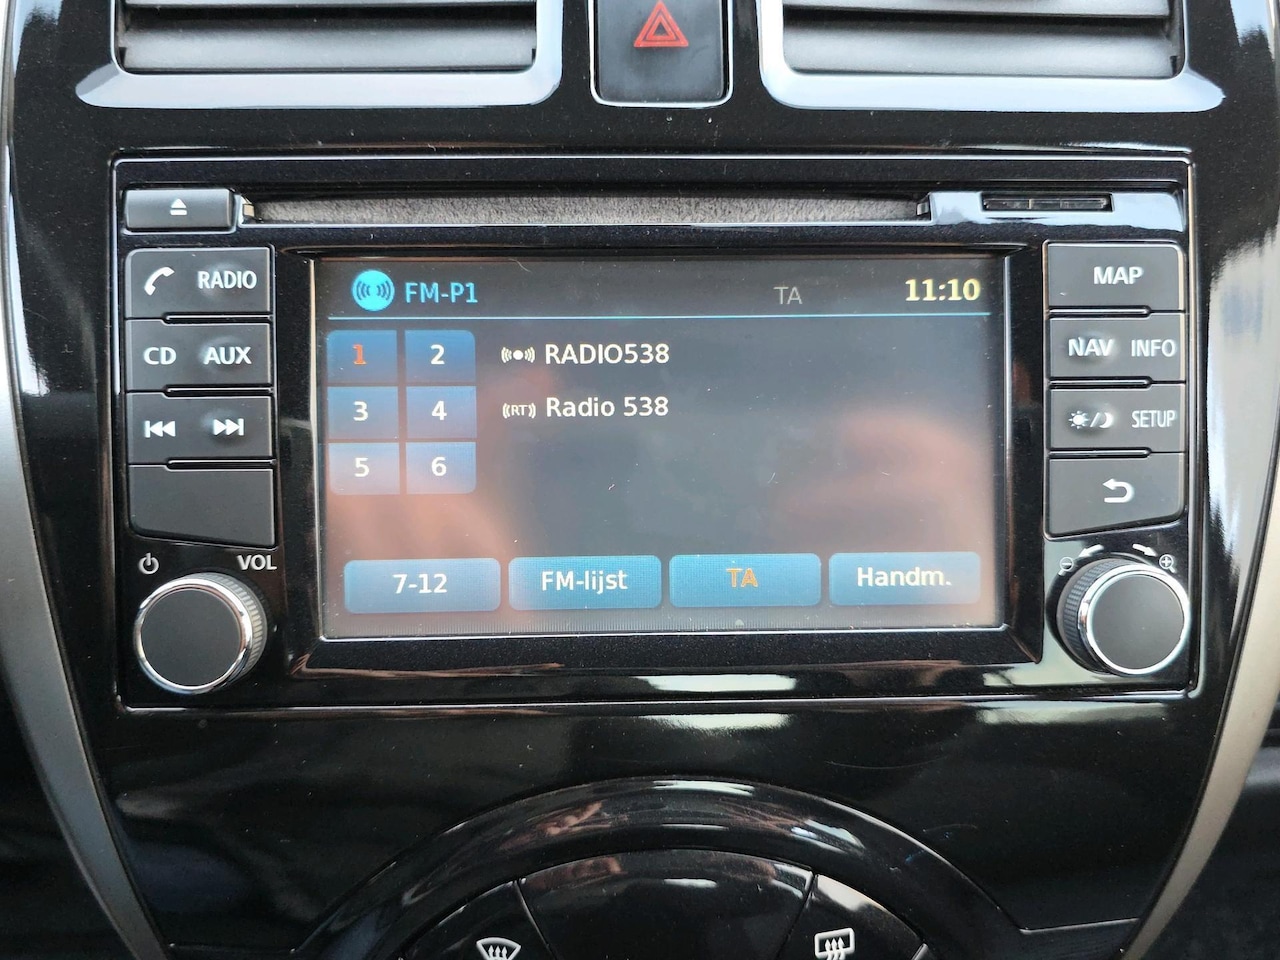 RADIO
CD AUX
VOL
FM-P1 TA 11:10
1 2 RADIO538
3 4 RT Radio 538
5 6
7-12 FM-lijst TA Handm.
MAP
NAV INFO
SETUP